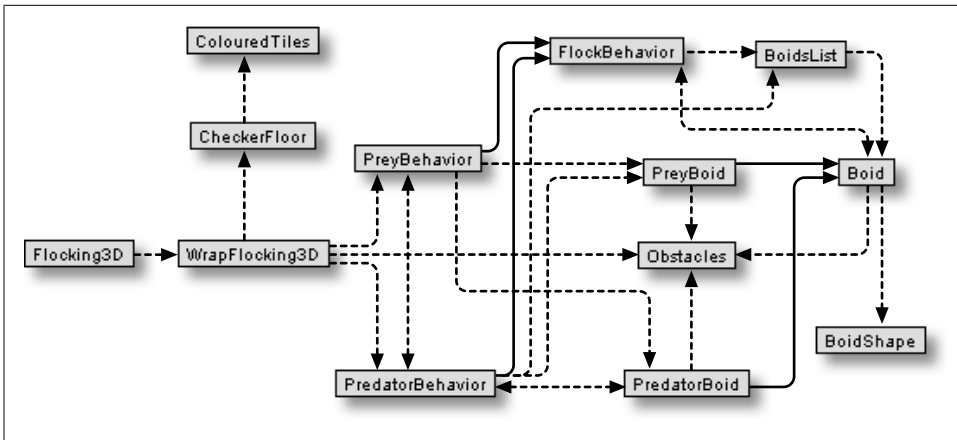 ColouredTiles
FlockBehavior
BoidsList
CheckerFloor
PreyBehavior
PreyBoid
Boid
Flocking3D
WrapFlocking3D
Obstacles
BoidShape
PredatorBehavior
PredatorBoid